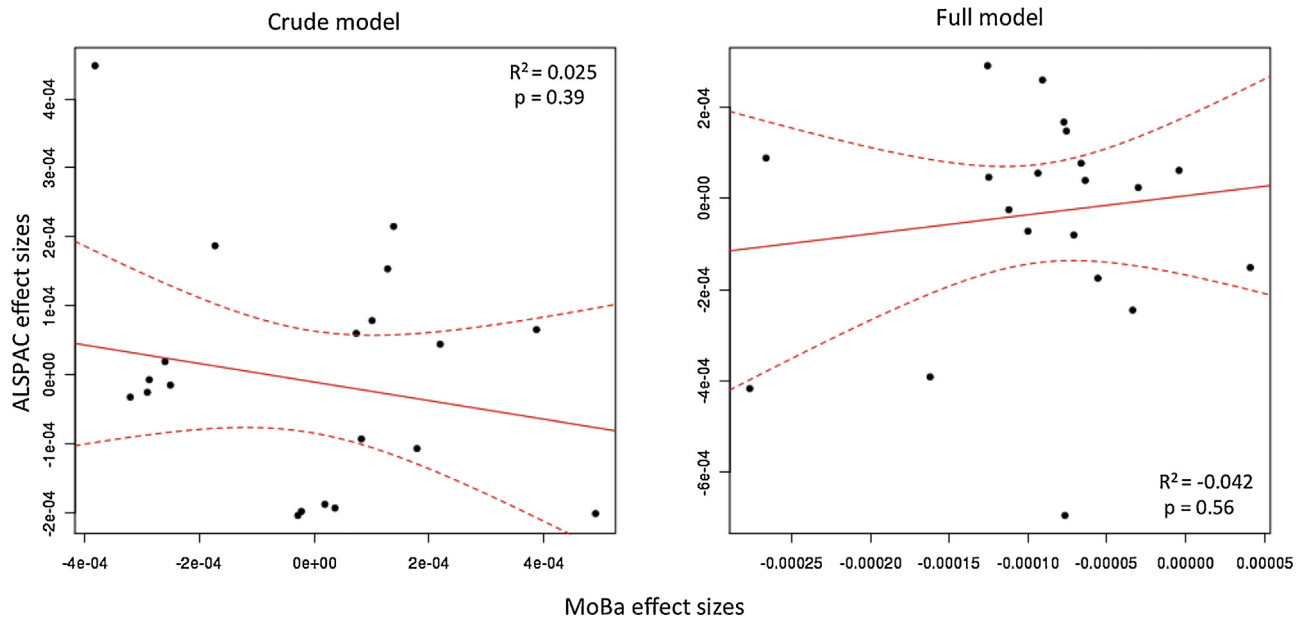 Crude model
Full model
R² = 0.025
p = 0.39
4e-04
3e-04
2e-04
1e-04
0e+00
-1e-04
-2e-04
ALSPAC effect sizes
-4e-04 -2e-04 0e+00 2e-04 4e-04
2e-04
0e+00
-2e-04
-4e-04
-6e-04
R² = -0.042
p = 0.56
-0.00025 -0.00020 -0.00015 -0.00010 -0.00005 0.00000 0.00005
MoBa effect sizes